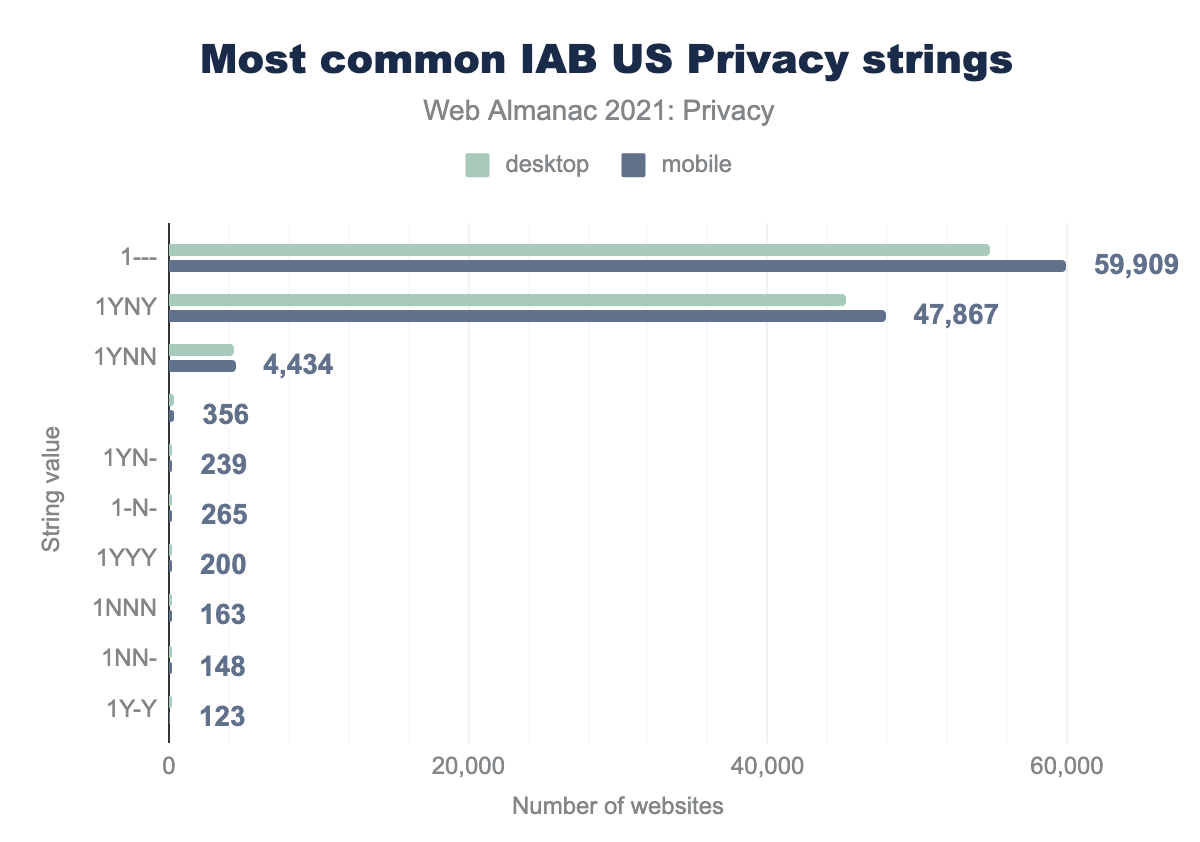 Most common IAB US Privacy strings
Web Almanac 2021: Privacy
desktop mobile
1--- 59,909
1YNY 47,867
1YNN 4,434
356
1YN- 239
1-N- 265
1YYY 200
1NNN 163
1NN- 148
1Y-Y 123
String value
0 20,000 40,000 60,000
Number of websites